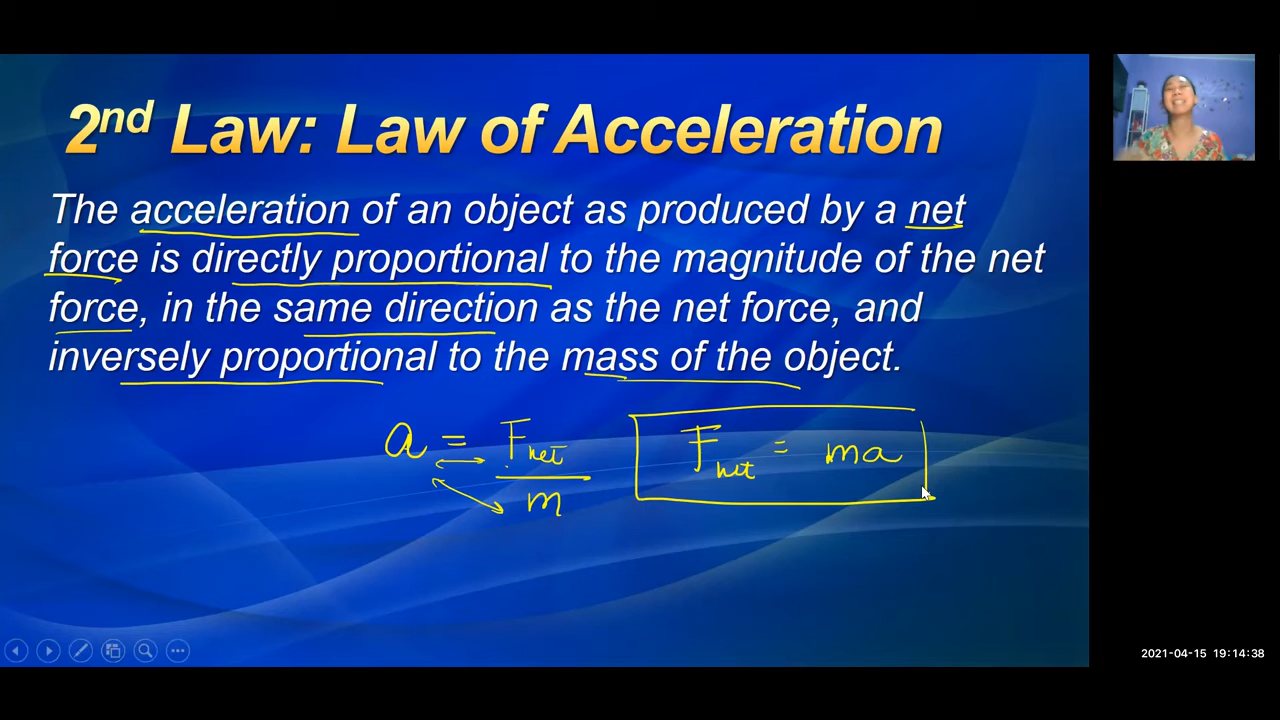 2nd Law: Law of Acceleration
The acceleration of an object as produced by a net
force is directly proportional to the magnitude of the net
force, in the same direction as the net force, and
inversely proportional to the mass of the object.
a = Fnet
m
Fnet = ma
2021-04-15 19:14:38